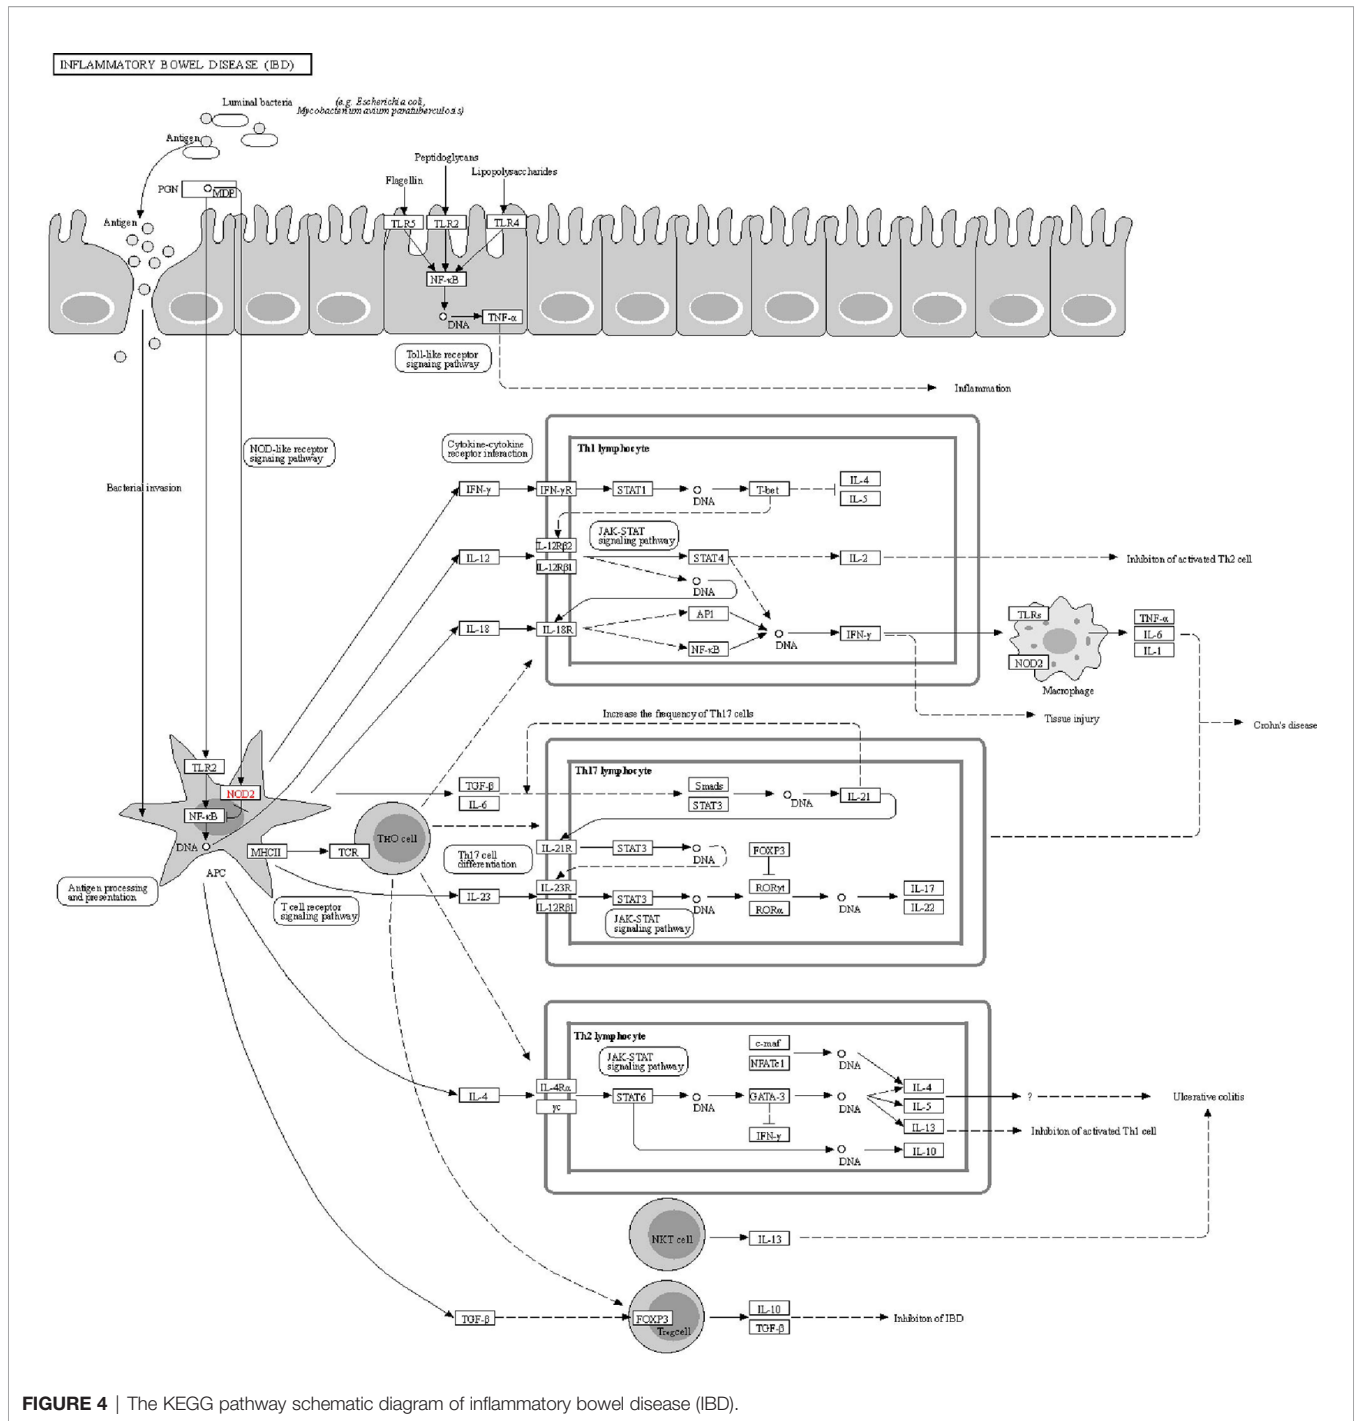 INFLAMMATORY BOWEL DISEASE (IBD)
Luminal bacteria
(e.g. Escherichia coli,
Mycobacterium avium paratuberculosis)
Antigen
Peptidoglycans
Flagellin
Lipopolysaccharides
PGN
MDP
Antigen
TLR5
TLR2
TLR4
NF-κB
DNA
TNF-α
Toll-like receptor
signaing pathway
Inflammation
NOD-like receptor
signaing pathway
Cytokine-cytokine
receptor interaction
Bacterial invasion
Th1 lymphocyte
IFN-γ
IFN-γR
STAT1
DNA
T-bet
IL-4
IL-5
JAK-STAT
signaling pathway
IL-12
IL-12Rβ2
IL-12Rβ1
STAT4
IL-2
Inhibiton of activated Th2 cell
DNA
IL-18
IL-18R
AP1
NF-κB
DNA
IFN-γ
TLRs
NOD2
Macrophage
TNF-α
IL-6
IL-1
Tissue injury
Crohn's disease
Increase the frequency of Th17 cells
TLR2
NOD2
NF-κB
DNA
APC
MHCII
TCR
THO cell
Antigen processing
and presentation
T cell receptor
signaling pathway
Th17 lymphocyte
TGF-β
IL-6
Smads
STAT3
DNA
IL-21
Th17 cell
differentiation
IL-21R
STAT3
DNA
FOXP3
IL-23
IL-23R
IL-12Rβ1
STAT3
DNA
RORγt
RORα
DNA
IL-17
IL-22
JAK-STAT
signaling pathway
Th2 lymphocyte
JAK-STAT
signaling pathway
c-maf
NFATc1
DNA
IL-4
IL-4Rα
γc
STAT6
DNA
GATA-3
DNA
IL-4
IL-5
IL-13
?
Ulcerative colitis
Inhibiton of activated Th1 cell
IFN-γ
DNA
IL-10
NKT cell
IL-13
TGF-β
FOXP3
Treg cell
IL-10
TGF-β
Inhibiton of IBD
FIGURE 4 | The KEGG pathway schematic diagram of inflammatory bowel disease (IBD).